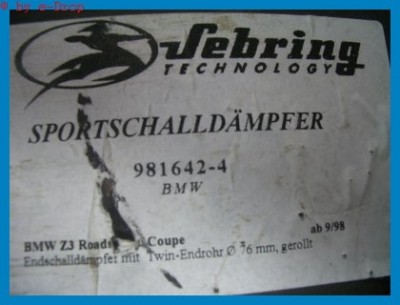 © by e-Drop
Sebring
TECHNOLOGY
SPORTSCHALLDÄMPFER
981642-4
BMW
ab 9/98
BMW Z3 Roads Coupe
Endschalldämpfer mit Twin-Endrohr Ø 76 mm, gerollt